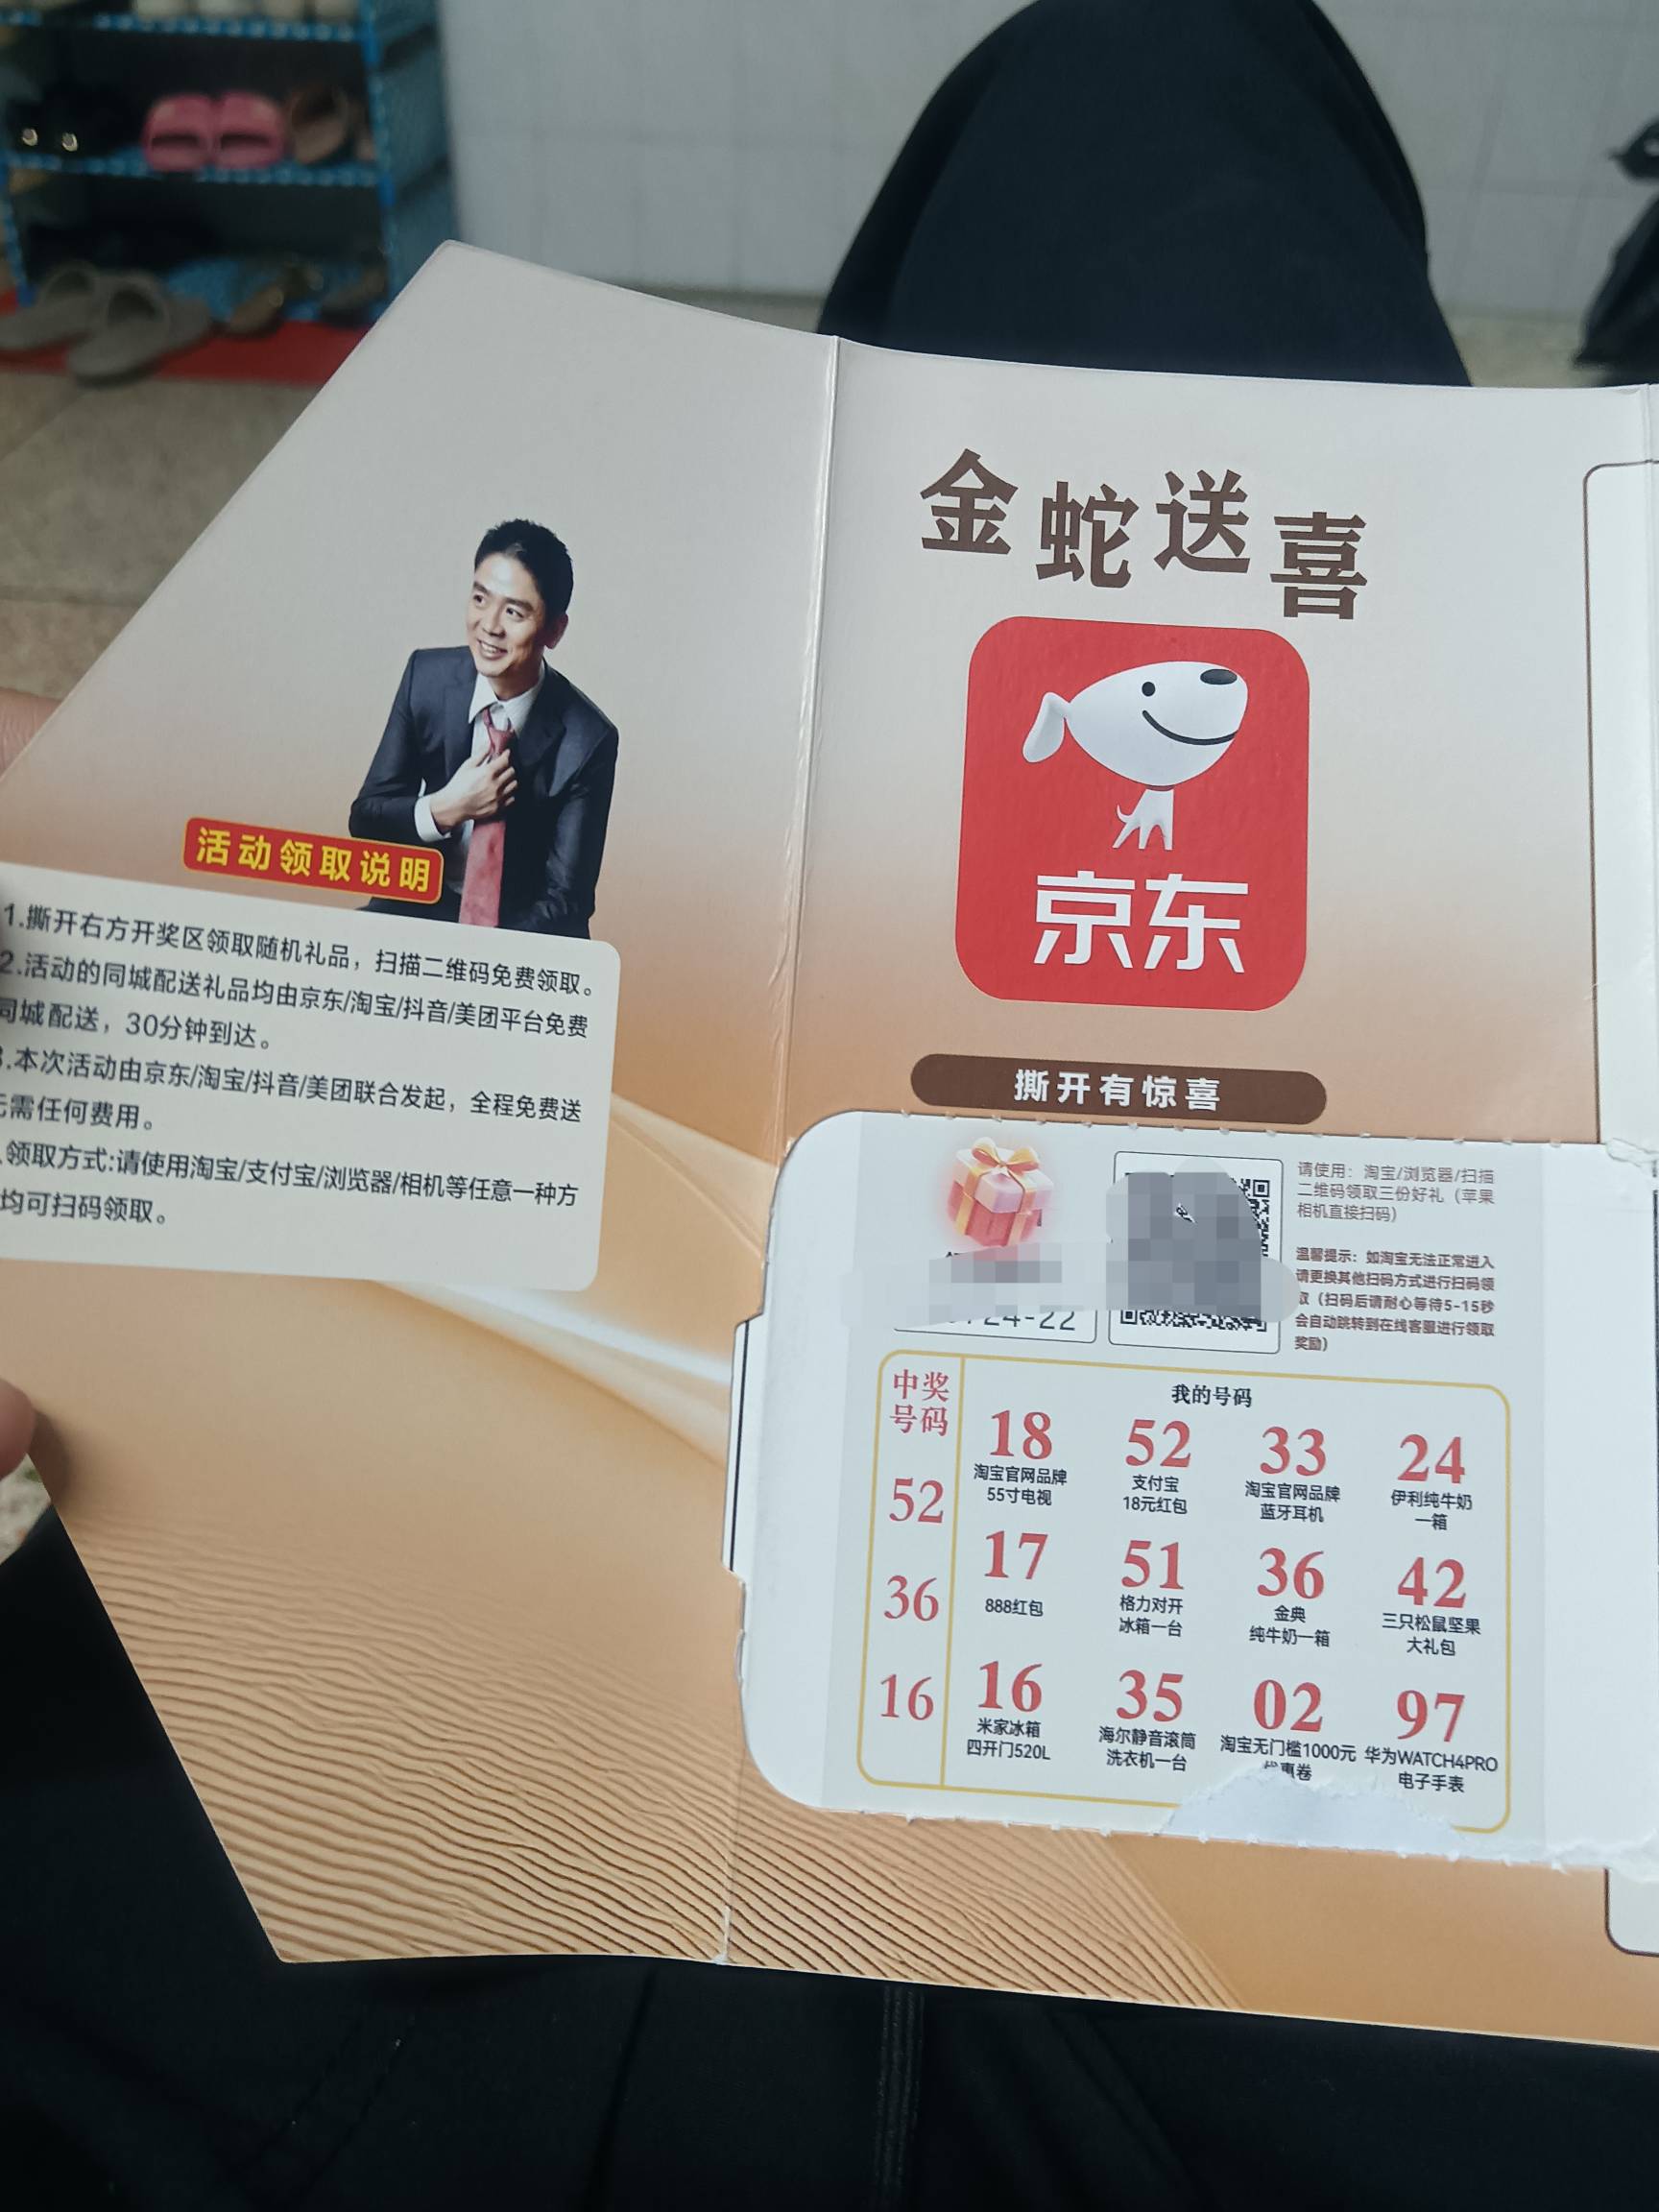 金蛇送喜
京东
撕开有惊喜
活动领取说明
1.撕开右方开奖区领取随机礼品，扫描二维码免费领取。
2.活动的同城配送礼品均由京东/淘宝/抖音/美团平台免费
同城配送，30分钟到达。
3.本次活动由京东/淘宝/抖音/美团联合发起，全程免费送
无需任何费用。
.领取方式:请使用淘宝/支付宝/浏览器/相机等任意一种方
均可扫码领取。
请使用：淘宝/浏览器/扫描
二维码领取三份好礼（苹果
相机直接扫码）
温馨提示：如淘宝无法正常进入
请更换其他扫码方式进行扫码领
取（扫码后请耐心等待5-15秒
会自动跳转到在线客服进行领取
奖励）
724-22
中奖
号码
52
36
16
我的号码
18 52 33 24
淘宝官网品牌 支付宝 淘宝官网品牌 伊利纯牛奶
55寸电视 18元红包 蓝牙耳机 一箱
17 51 36 42
888红包 格力对开 金典 三只松鼠坚果
冰箱一台 纯牛奶一箱 大礼包
16 35 02 97
米家冰箱 海尔静音滚筒 淘宝无门槛1000元 华为WATCH4PRO
四开门520L 洗衣机一台 优惠卷 电子手表